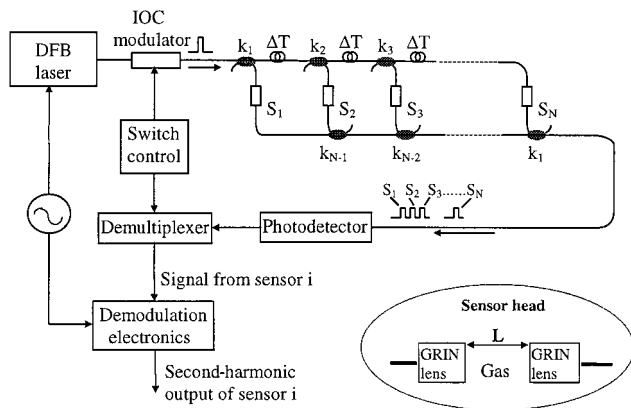 IOC
modulator
DFB
laser
k1 ΔT k2 ΔT k3 ΔT
S1 S2 S3 SN
Switch
control
kN-1 kN-2 k1
S1 S2 S3......SN
Demultiplexer
Photodetector
Signal from sensor i
Demodulation
electronics
Second-harmonic
output of sensor i
Sensor head
L
GRIN
lens
Gas
GRIN
lens